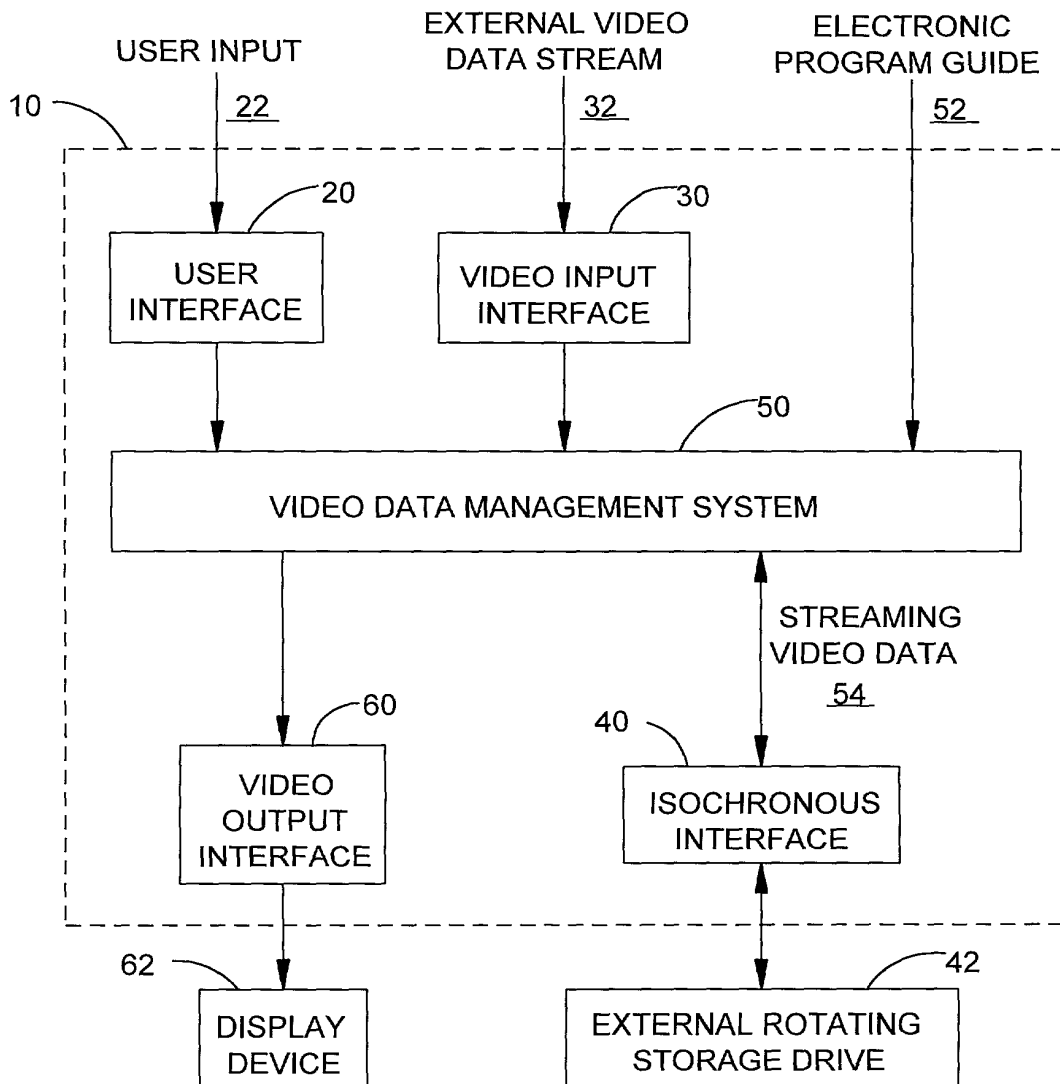 USER INPUT
EXTERNAL VIDEO
DATA STREAM
ELECTRONIC
PROGRAM GUIDE
10
22
32
52
20
30
USER
INTERFACE
VIDEO INPUT
INTERFACE
50
VIDEO DATA MANAGEMENT SYSTEM
STREAMING
VIDEO DATA
54
60
40
VIDEO
OUTPUT
INTERFACE
ISOCHRONOUS
INTERFACE
62
42
DISPLAY
DEVICE
EXTERNAL ROTATING
STORAGE DRIVE